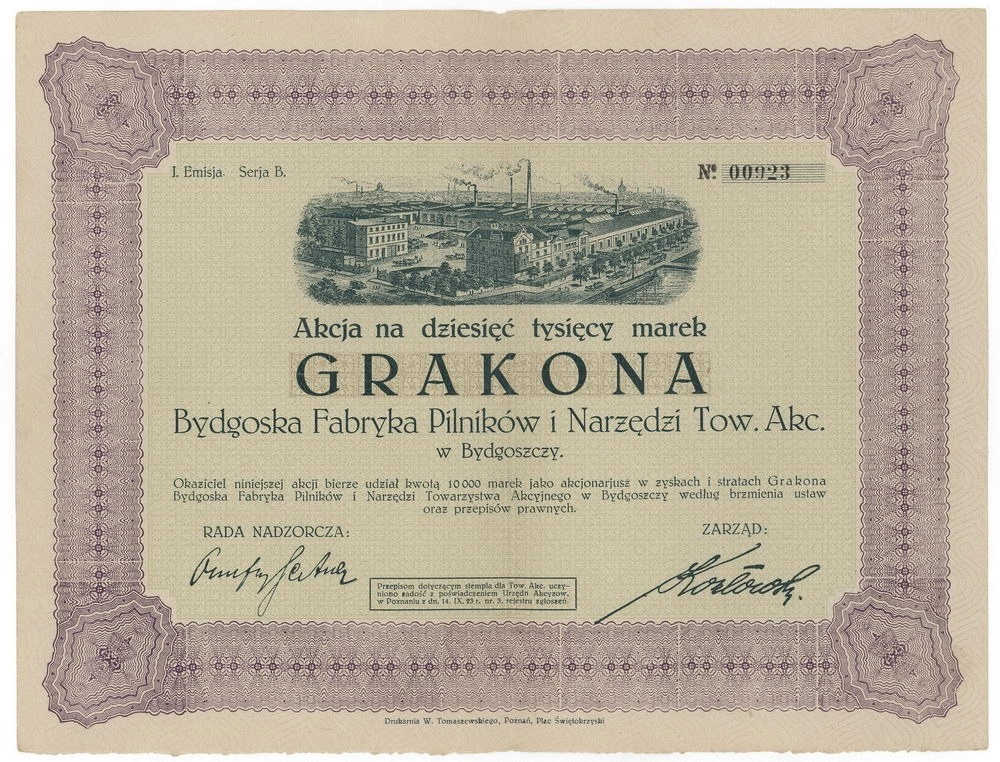 I. Emisja Serja B.
№ 00923
Akcja na dziesięć tysięcy marek
GRAKONA
Bydgoska Fabryka Pilników i Narzędzi Tow. Akc.
w Bydgoszczy.
Okaziciel niniejszej akcji bierze udział kwotą 10 000 marek jako akcjonarjusz w zyskach i stratach Grakona
Bydgoska Fabryka Pilników i Narzędzi Towarzystwa Akcyjnego w Bydgoszczy według brzmienia ustaw
oraz przepisów prawnych.
RADA NADZORCZA:
ZARZĄD:
Kozłowski.
Przepisom dotyczącym stempla dla Tow. Akc. uczy-
niono zadość z poświadczeniem Urzędu Akcyzow.
w Poznaniu z dn. 14. IX. 23 r. nr. 3. rejestru zgłoszeń.
Drukarnia W. Tomaszewskiego, Poznań, Plac Świętokrzyski